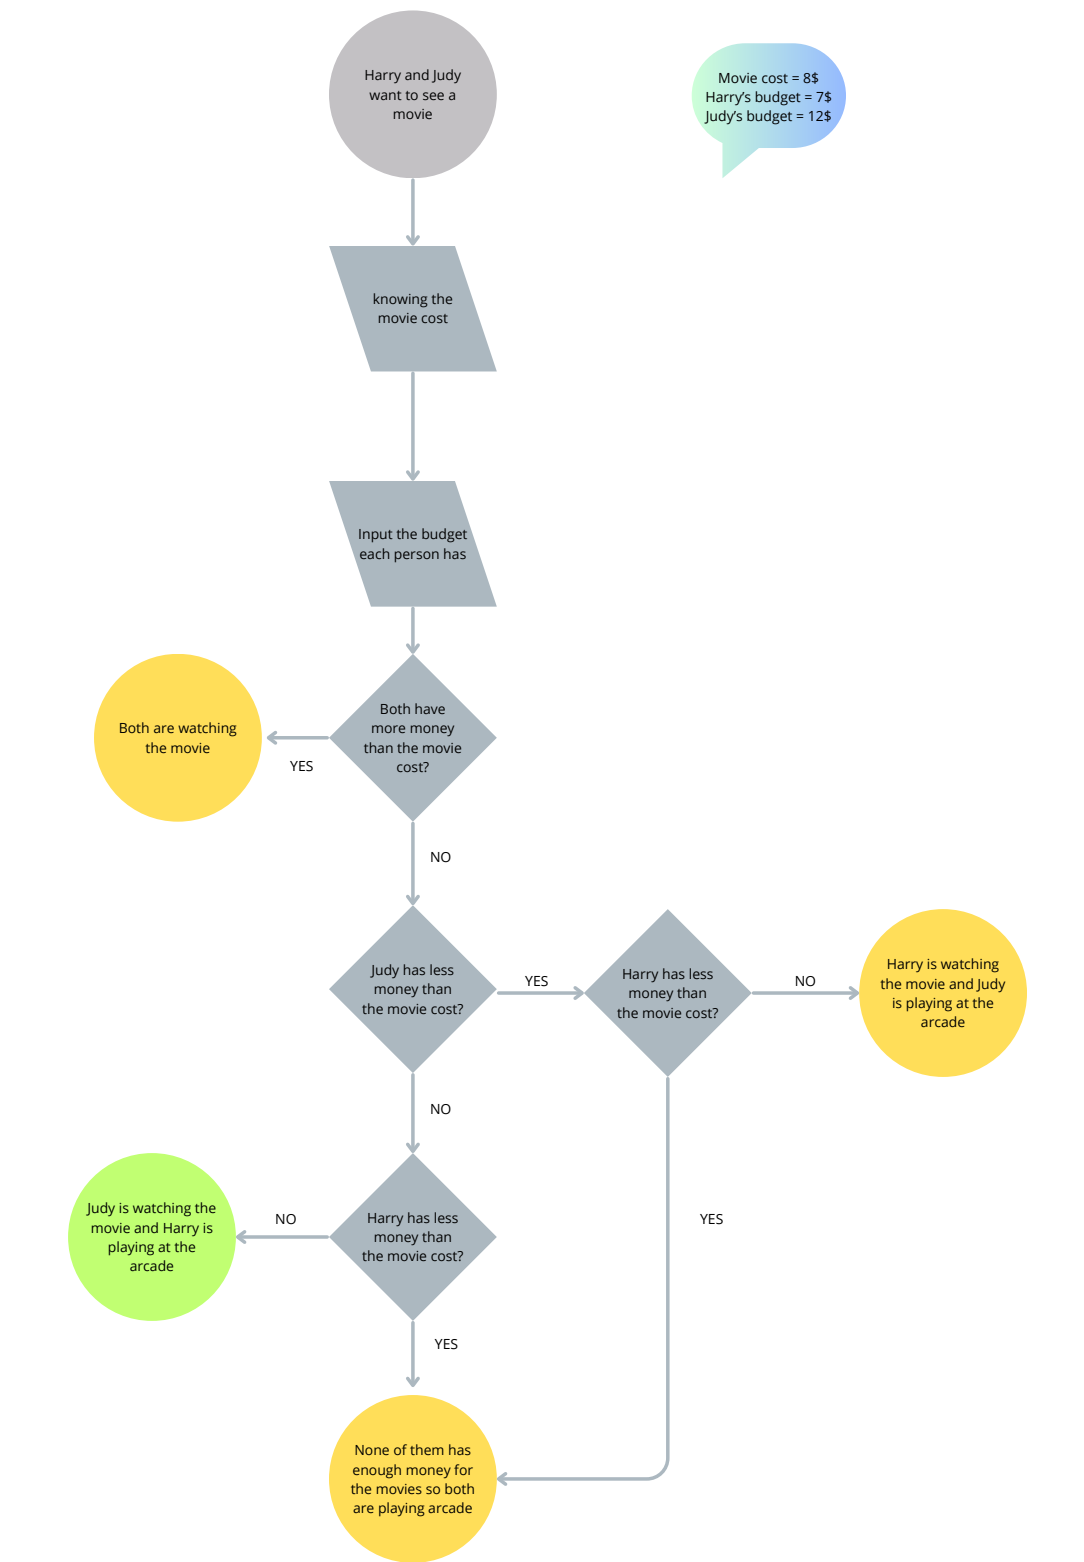 Harry and Judy
want to see a
movie
Movie cost = 8$
Harry's budget = 7$
Judy's budget = 12$
knowing the
movie cost
Input the budget
each person has
Both have
more money
than the movie
cost?
Both are watching
the movie
YES
NO
Judy has less
money than
the movie cost?
YES
Harry has less
money than
the movie cost?
NO
Harry is watching
the movie and Judy
is playing at the
arcade
NO
Judy is watching the
movie and Harry is
playing at the
arcade
NO
Harry has less
money than
the movie cost?
YES
YES
None of them has
enough money for
the movies so both
are playing arcade